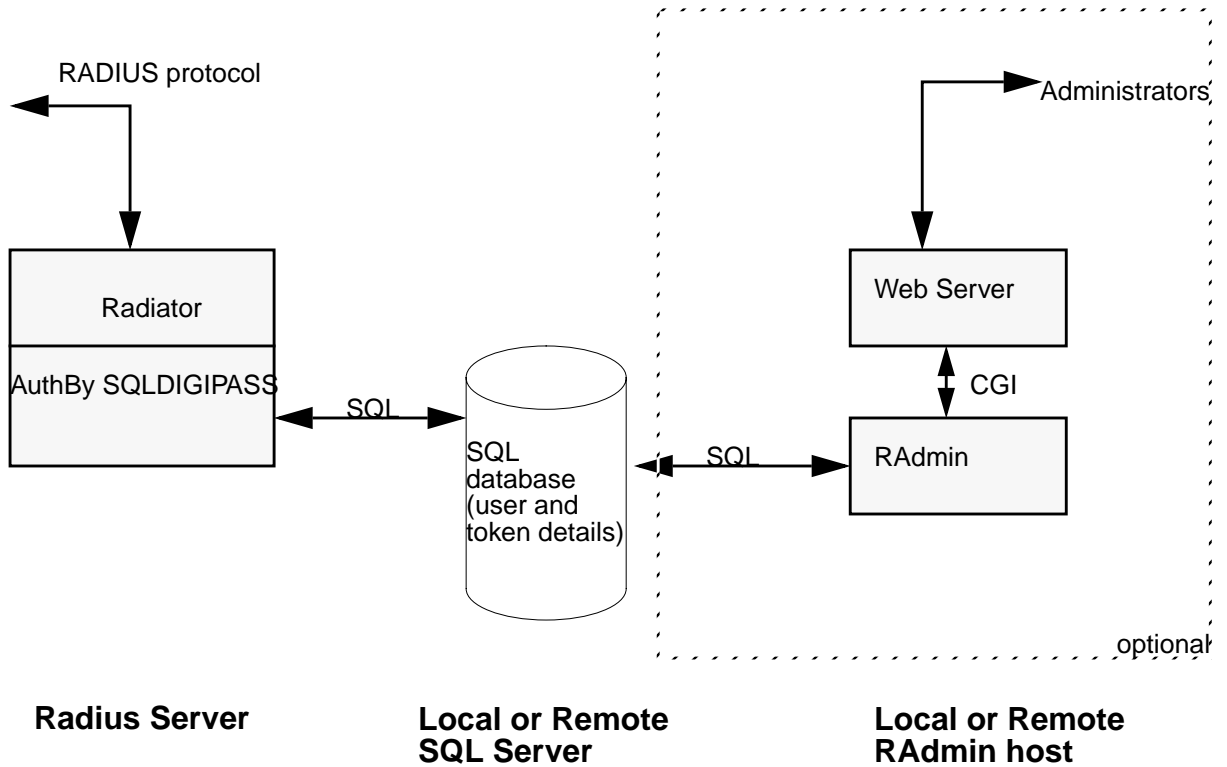 RADIUS protocol
Administrators
Radiator
Web Server
AuthBy SQLDIGIPASS
CGI
SQL
SQL
database
(user and
token details)
SQL
RAdmin
optional
Radius Server
Local or Remote
SQL Server
Local or Remote
RAdmin host